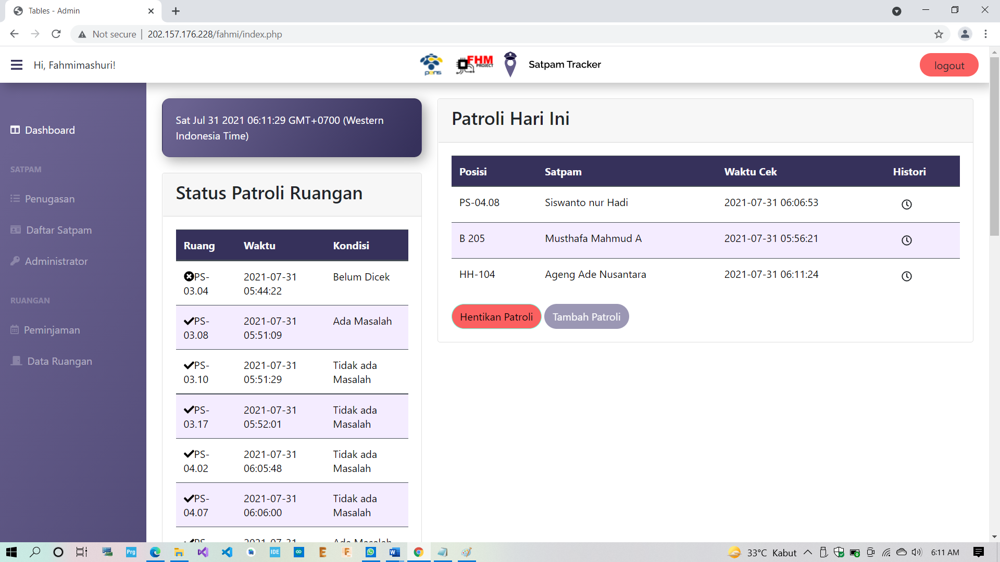 Tables - Admin
Not secure
202.157.176.228/fahmi/index.php
Hi, Fahmimashuri!
pens
FHM
PROJECT
Satpam Tracker
logout
Dashboard
SATPAM
Penugasan
Daftar Satpam
Administrator
RUANGAN
Peminjaman
Data Ruangan
Sat Jul 31 2021 06:11:29 GMT+0700 (Western
Indonesia Time)
Status Patroli Ruangan
Ruang Waktu Kondisi
PS- 2021-07-31 Belum Dicek
03.04 05:44:22
PS- 2021-07-31 Ada Masalah
03.08 05:51:09
PS- 2021-07-31 Tidak ada
03.10 05:51:29 Masalah
PS- 2021-07-31 Tidak ada
03.17 05:52:01 Masalah
PS- 2021-07-31 Tidak ada
04.02 06:05:48 Masalah
PS- 2021-07-31 Tidak ada
04.07 06:06:00 Masalah
PS- 2021-07-31 Ada Masalah
Patroli Hari Ini
Posisi Satpam Waktu Cek Histori
PS-04.08 Siswanto nur Hadi 2021-07-31 06:06:53
B 205 Musthafa Mahmud A 2021-07-31 05:56:21
HH-104 Ageng Ade Nusantara 2021-07-31 06:11:24
Hentikan Patroli Tambah Patroli
Prg
IDE
33°C Kabut
6:11 AM